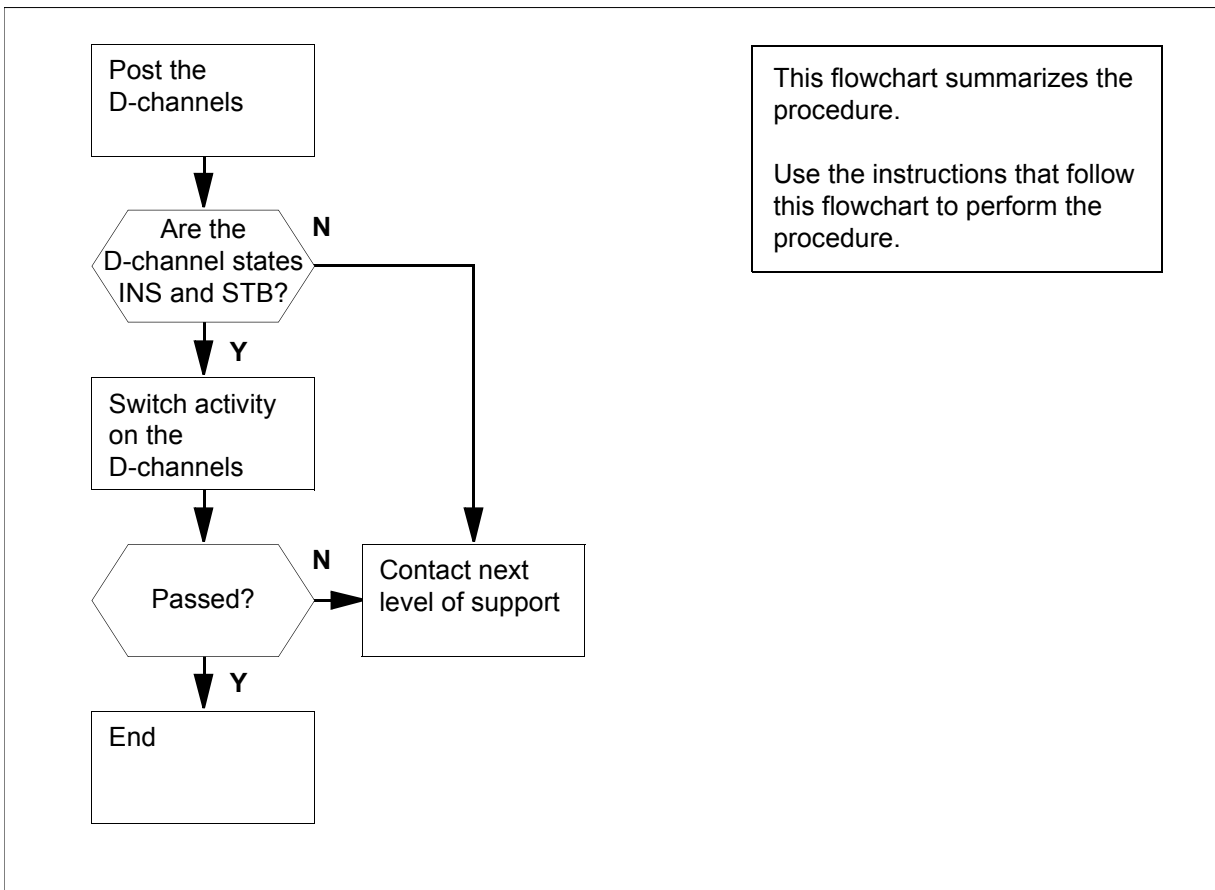 Post the
D-channels
This flowchart summarizes the
procedure.
Use the instructions that follow
this flowchart to perform the
procedure.
Are the
D-channel states
INS and STB?
N
Y
Switch activity
on the
D-channels
Passed?
N
Contact next
level of support
Y
End